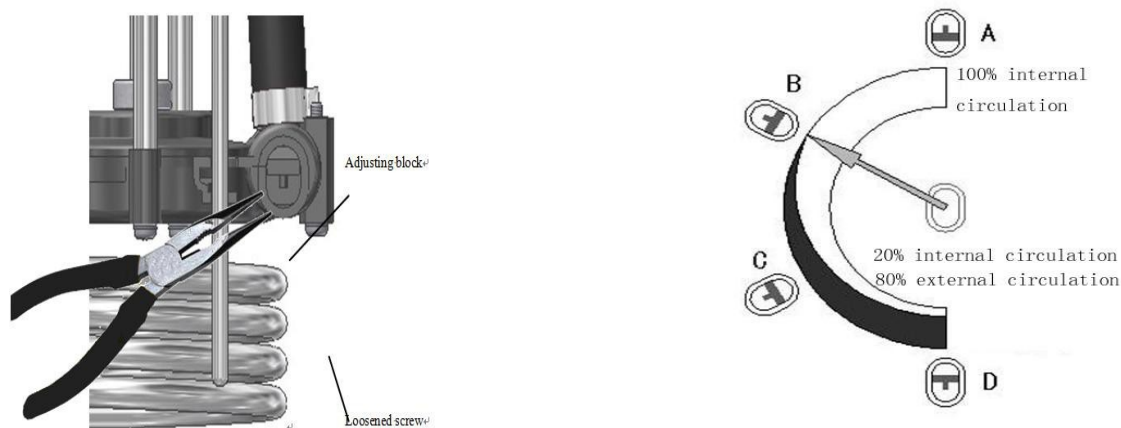 Adjusting block
Loosened screw
A
100% internal
circulation
B
20% internal circulation
80% external circulation
C
D